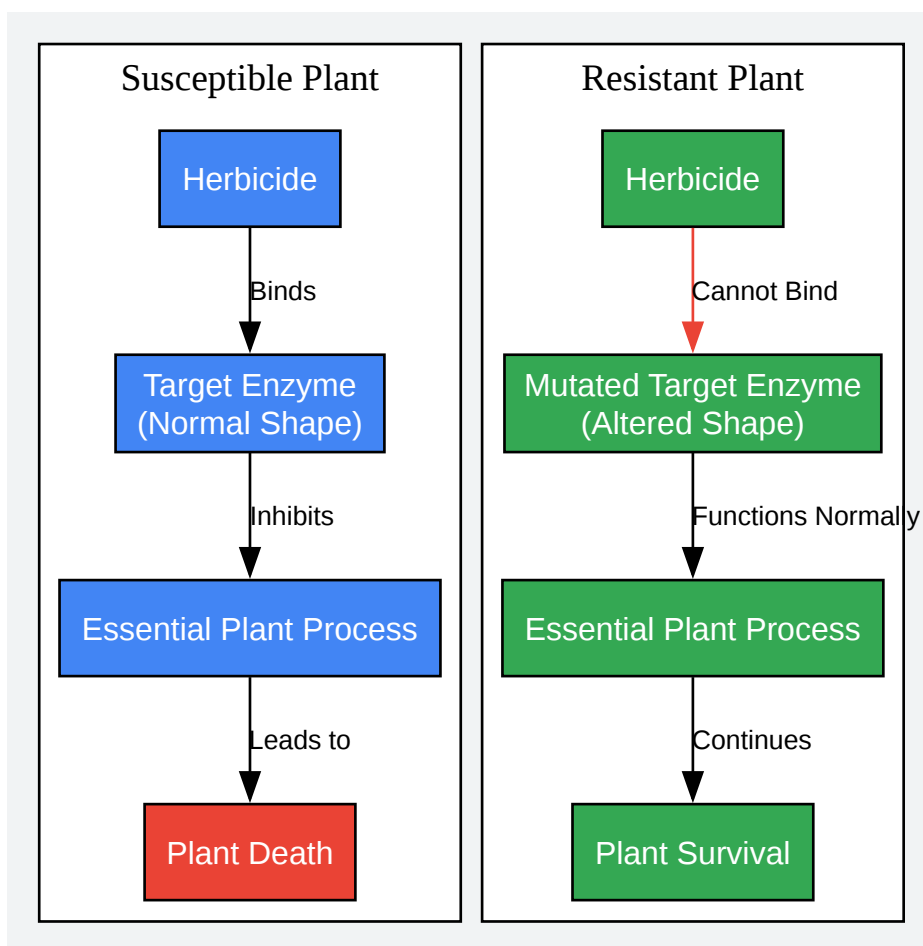 Susceptible Plant
Herbicide
Binds
Target Enzyme
(Normal Shape)
Inhibits
Essential Plant Process
Leads to
Plant Death
Resistant Plant
Herbicide
Cannot Bind
Mutated Target Enzyme
(Altered Shape)
Functions Normally
Essential Plant Process
Continues
Plant Survival